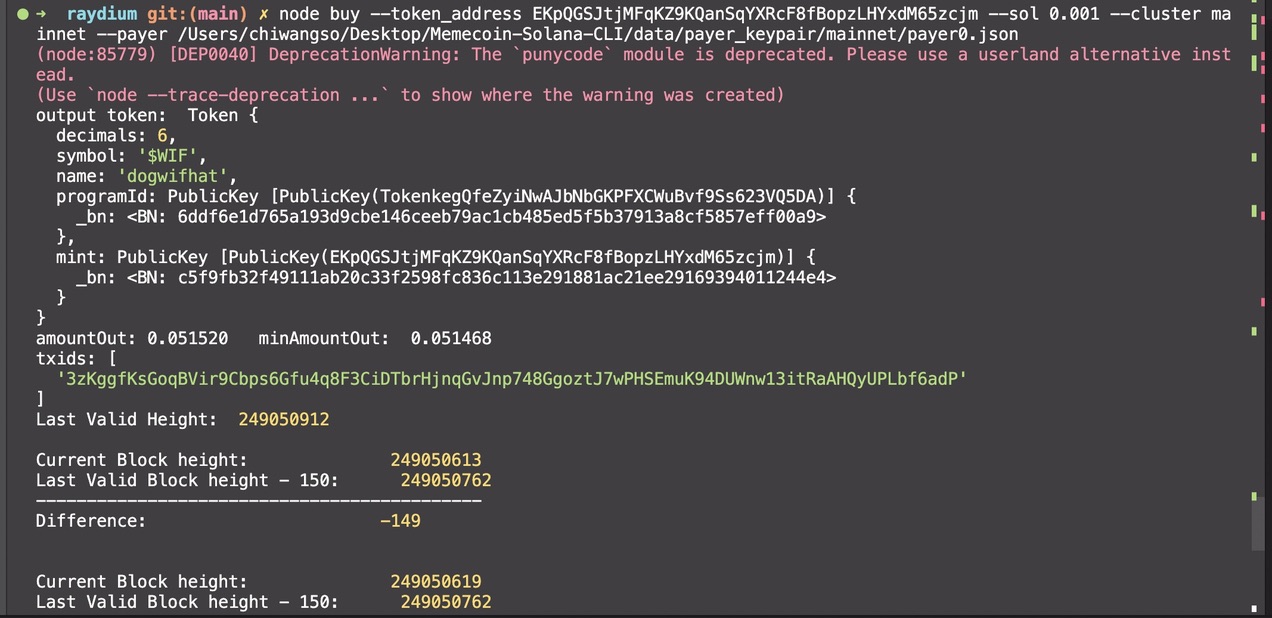 → raydium git:(main) ✗ node buy --token_address EKpQGSJtjMFqKZ9KQanSqYXRcF8fBopzLHYxdM65zcjm --sol 0.001 --cluster ma
innet --payer /Users/chiwangso/Desktop/Memecoin-Solana-CLI/data/payer_keypair/mainnet/payer0.json
(node:85779) [DEP0040] DeprecationWarning: The `punycode` module is deprecated. Please use a userland alternative inst
ead.
(Use `node --trace-deprecation ...` to show where the warning was created)
output token:  Token {
  decimals: 6,
  symbol: '$WIF',
  name: 'dogwifhat',
  programId: PublicKey [PublicKey(TokenkegQfeZyiNwAJbNbGKPFXCWuBvf9Ss623VQ5DA)] {
    _bn: <BN: 6ddf6e1d765a193d9cbe146ceeb79ac1cb485ed5f5b37913a8cf5857eff00a9>
  },
  mint: PublicKey [PublicKey(EKpQGSJtjMFqKZ9KQanSqYXRcF8fBopzLHYxdM65zcjm)] {
    _bn: <BN: c5f9fb32f49111ab20c33f2598fc836c113e291881ac21ee29169394011244e4>
  }
}
amountOut: 0.051520   minAmountOut:  0.051468
txids: [
  '3zKggfKsGoqBVir9Cbps6Gfu4q8F3CiDTbrHjnqGvJnp748GgoztJ7wPHSEmuK94DUWnw13itRaAHQyUPLbf6adP'
]
Last Valid Height:  249050912
Current Block height:              249050613
Last Valid Block height - 150:      249050762
--------------------------------------------
Difference:                       -149
Current Block height:              249050619
Last Valid Block height - 150:      249050762